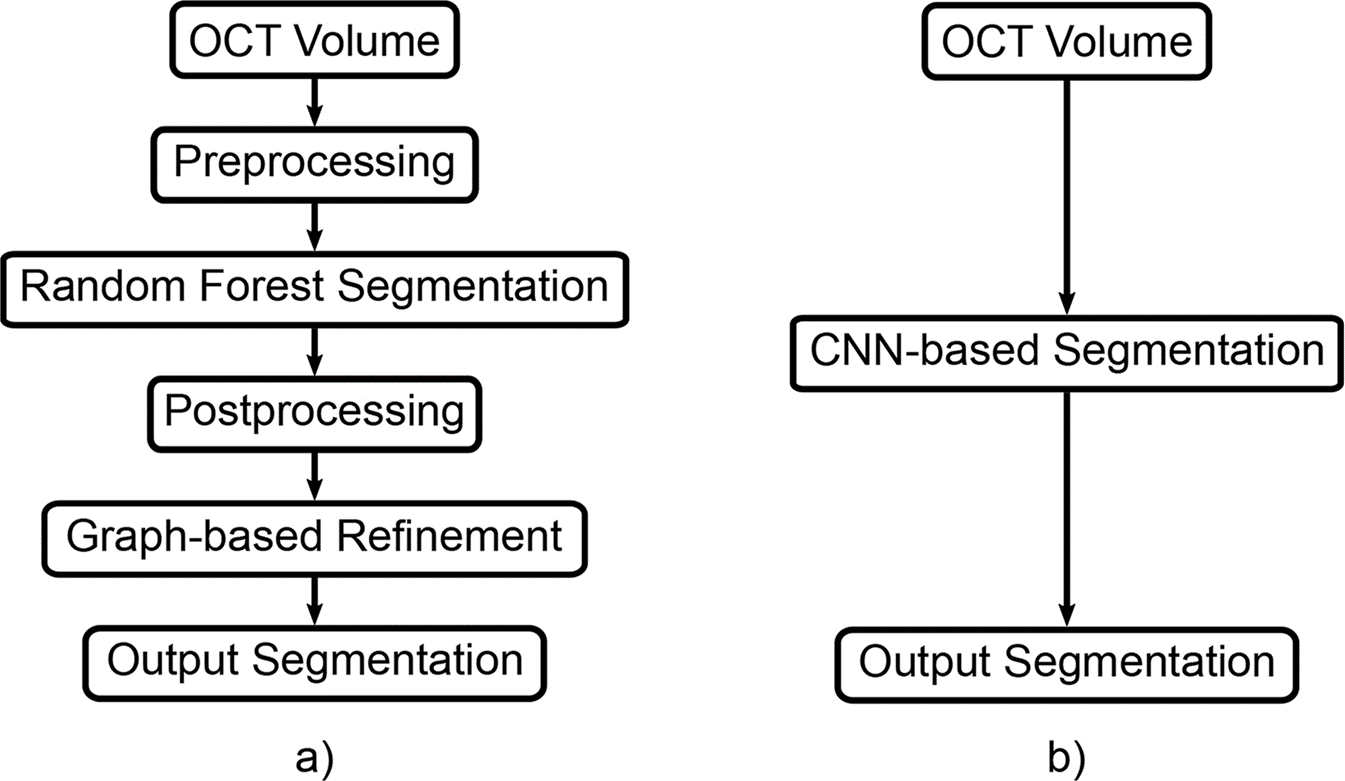 OCT Volume
Preprocessing
Random Forest Segmentation
Postprocessing
Graph-based Refinement
Output Segmentation
a)
OCT Volume
CNN-based Segmentation
Output Segmentation
b)